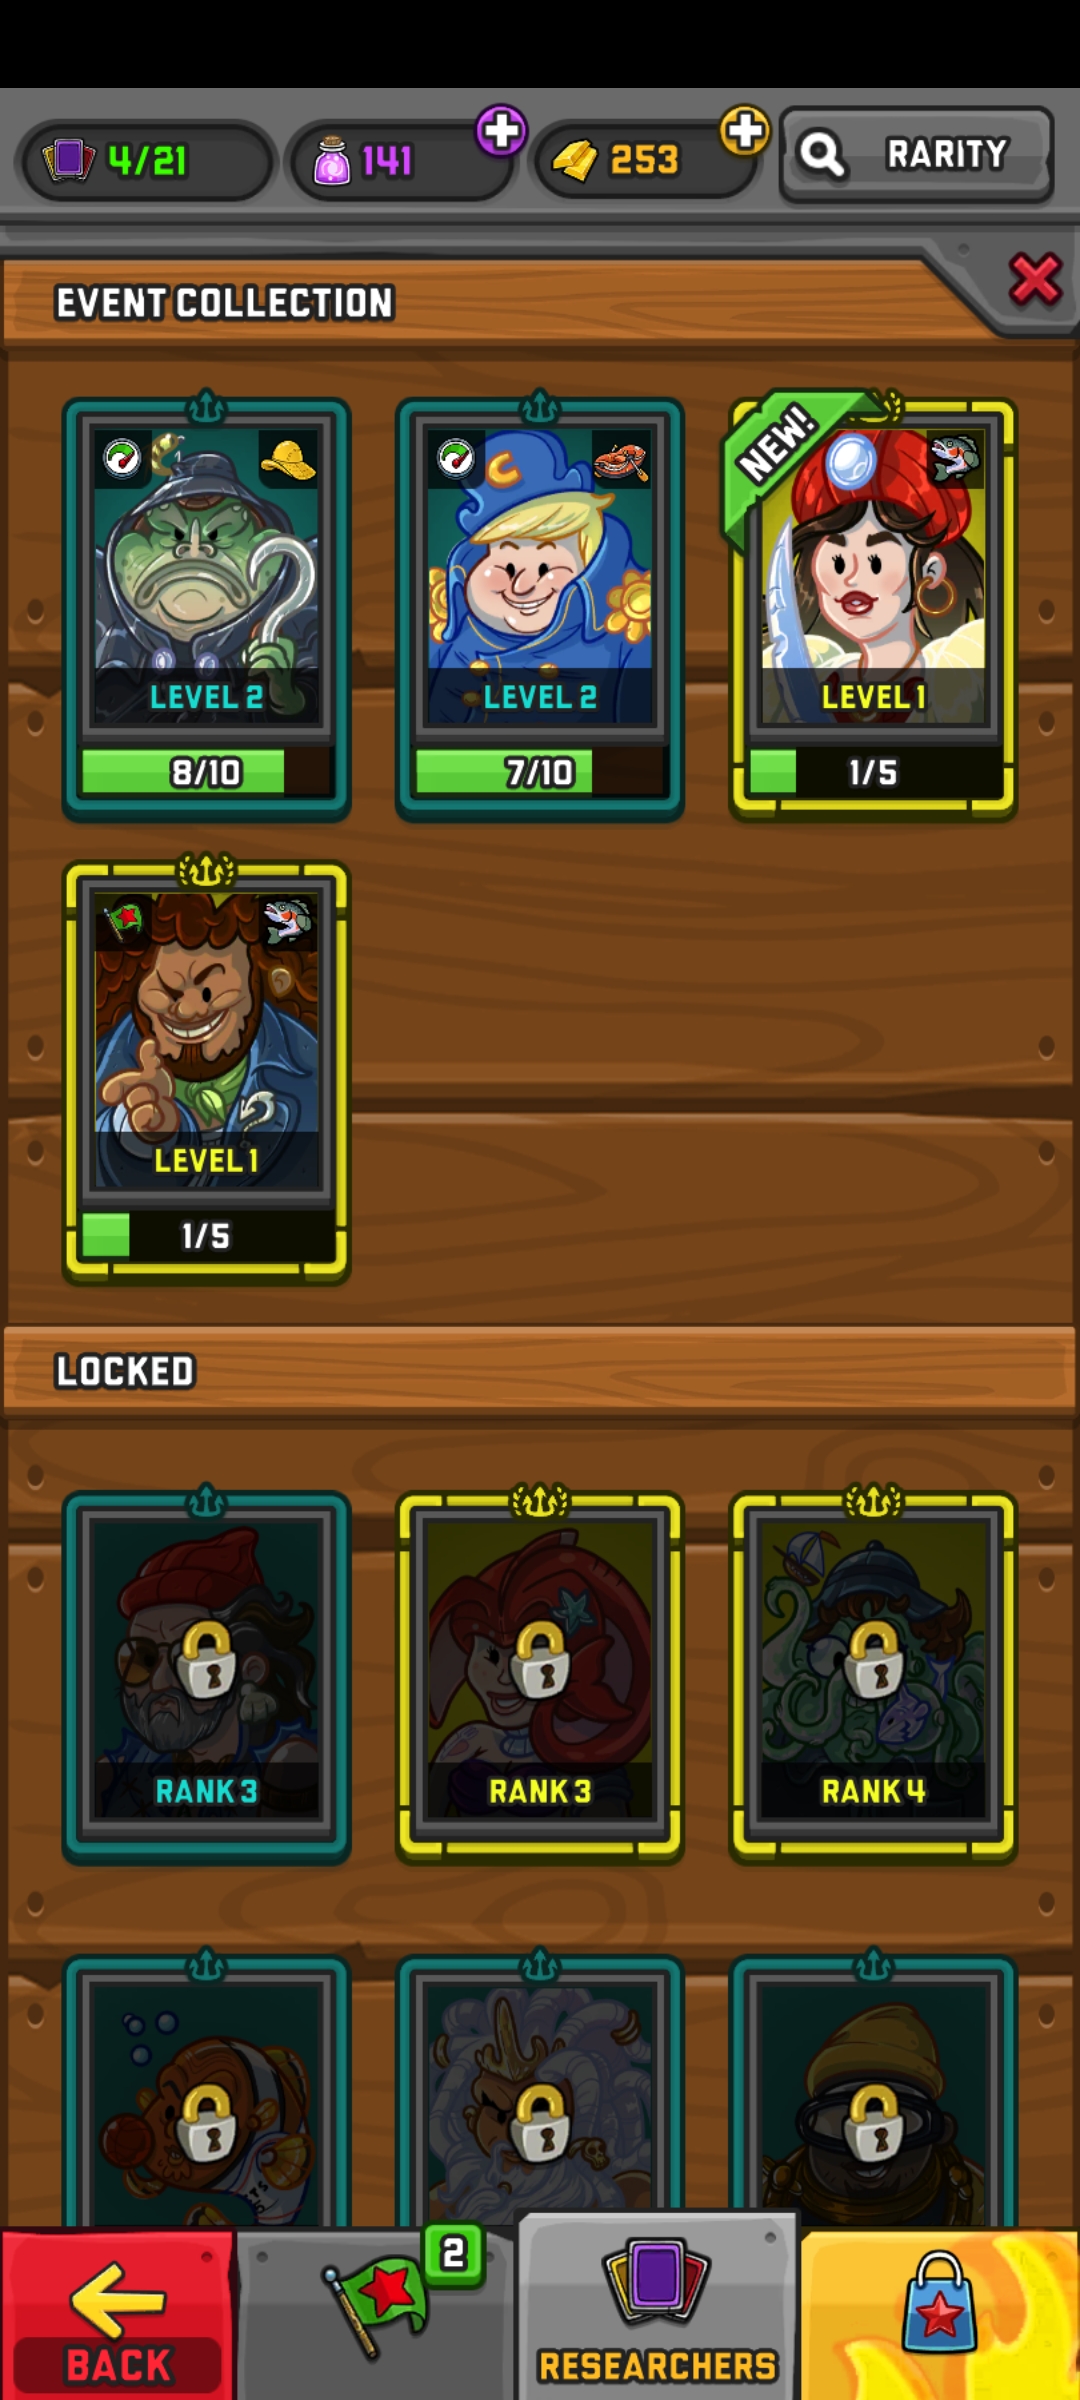 4/21
141
253
RARITY
EVENT COLLECTION
NEW!
C
LEVEL 2
LEVEL 2
LEVEL 1
8/10
7/10
1/5
LEVEL 1
1/5
LOCKED
RANK 3
RANK 3
RANK 4
2
BACK
RESEARCHERS